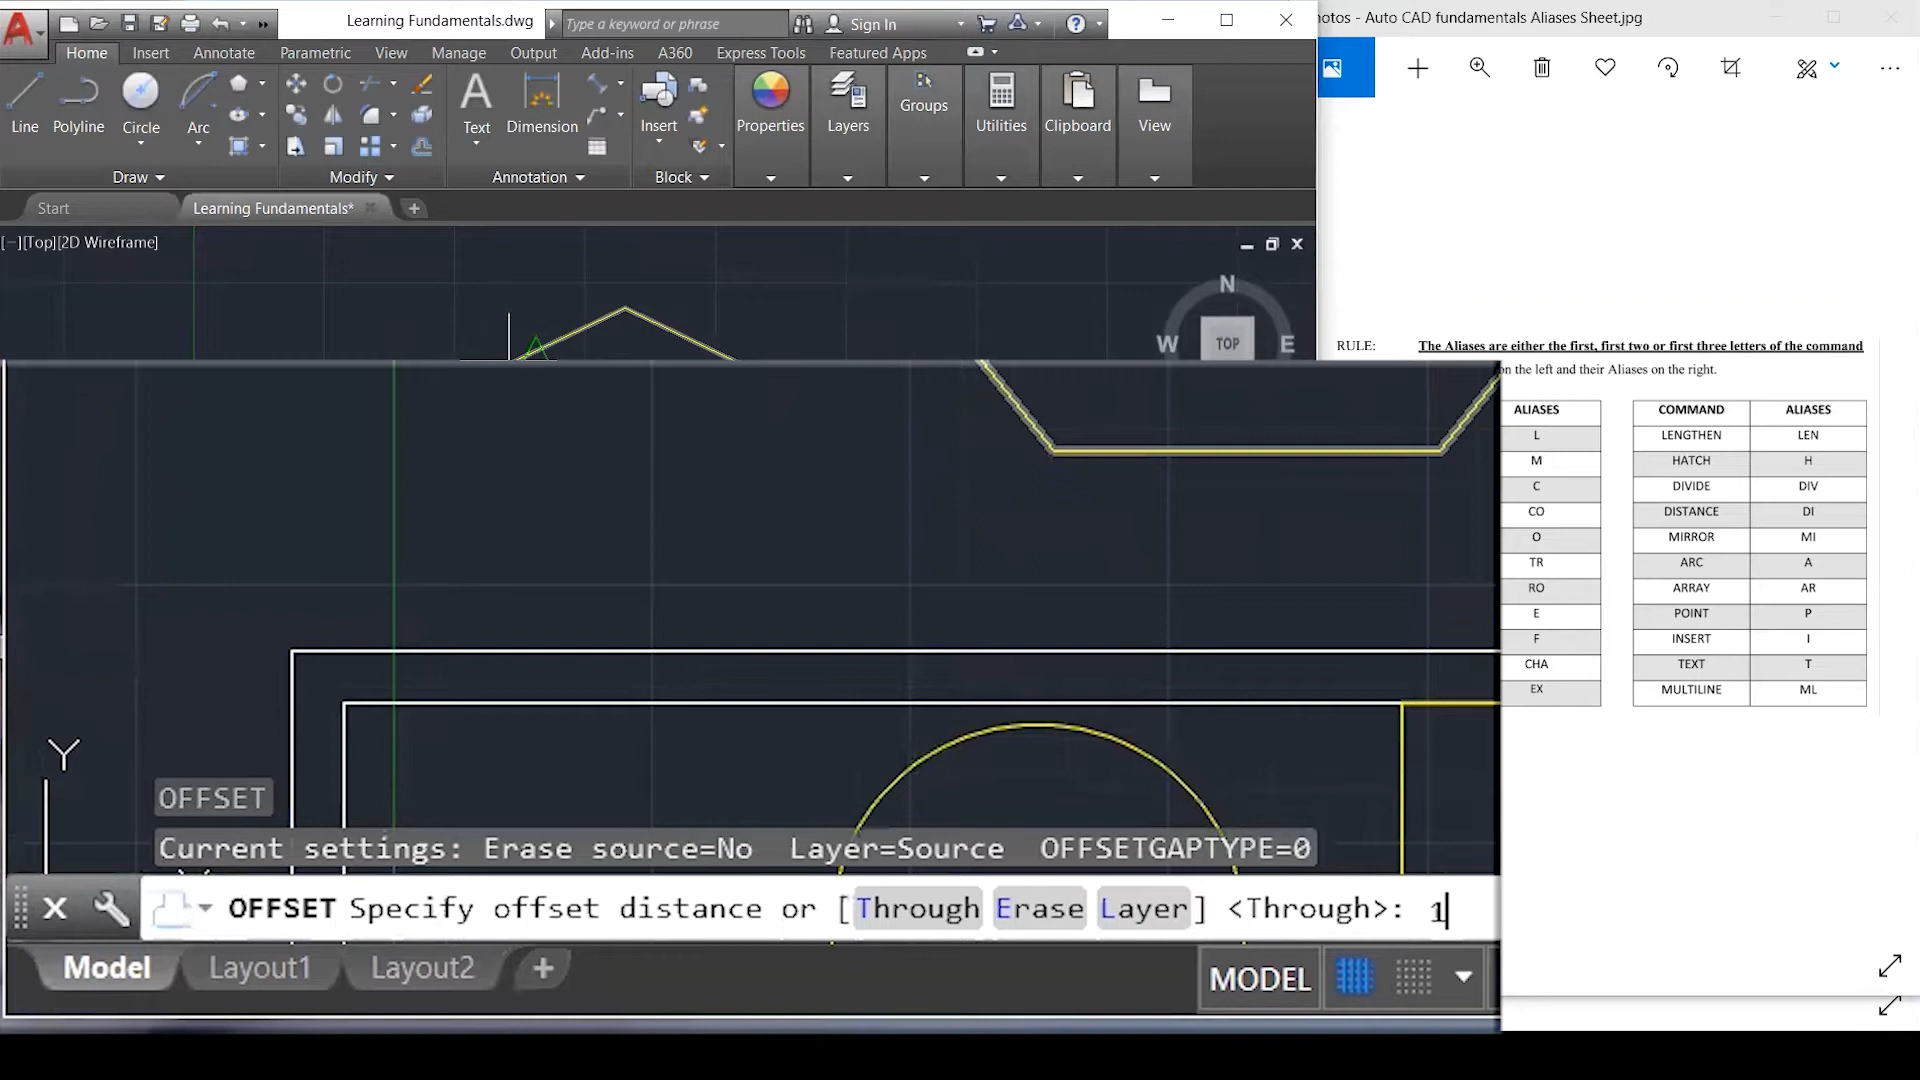 Learning Fundamentals.dwg
Type a keyword or phrase
Sign In
Home Insert Annotate Parametric View Manage Output Add-ins A360 Express Tools Featured Apps
Line Polyline Circle Arc
Text Dimension
Insert
Properties
Layers
Groups
Utilities
Clipboard
View
Draw Modify Annotation Block
Start Learning Fundamentals*
[−][Top][2D Wireframe]
N
W TOP E
Y
OFFSET
Current settings: Erase source=No Layer=Source OFFSETGAPTYPE=0
OFFSET Specify offset distance or [Through Erase Layer] <Through>: 1
Model Layout1 Layout2 +
MODEL
hotos - Auto CAD fundamentals Aliases Sheet.jpg
RULE: The Aliases are either the first, first two or first three letters of the command
on the left and their Aliases on the right.
ALIASES
L
M
C
CO
O
TR
RO
E
F
CHA
EX
COMMAND ALIASES
LENGTHEN LEN
HATCH H
DIVIDE DIV
DISTANCE DI
MIRROR MI
ARC A
ARRAY AR
POINT P
INSERT I
TEXT T
MULTILINE ML